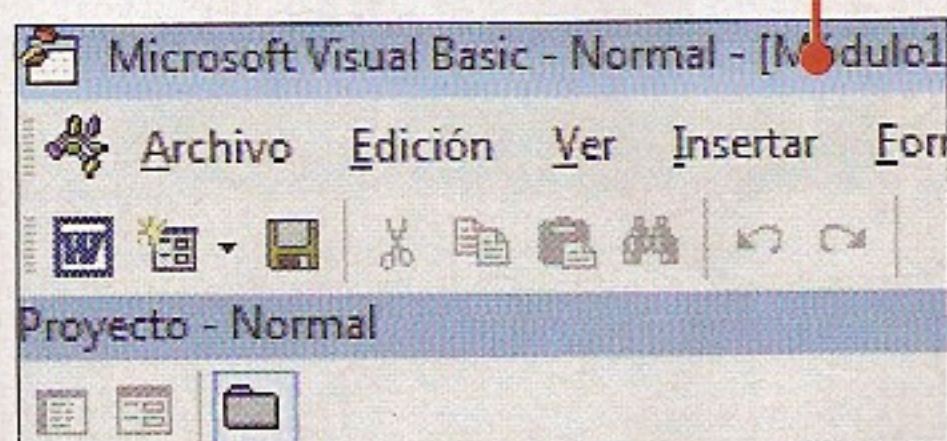 Microsoft Visual Basic - Normal - [Módulo1
Archivo Edición Ver Insertar
W
Proyecto - Normal